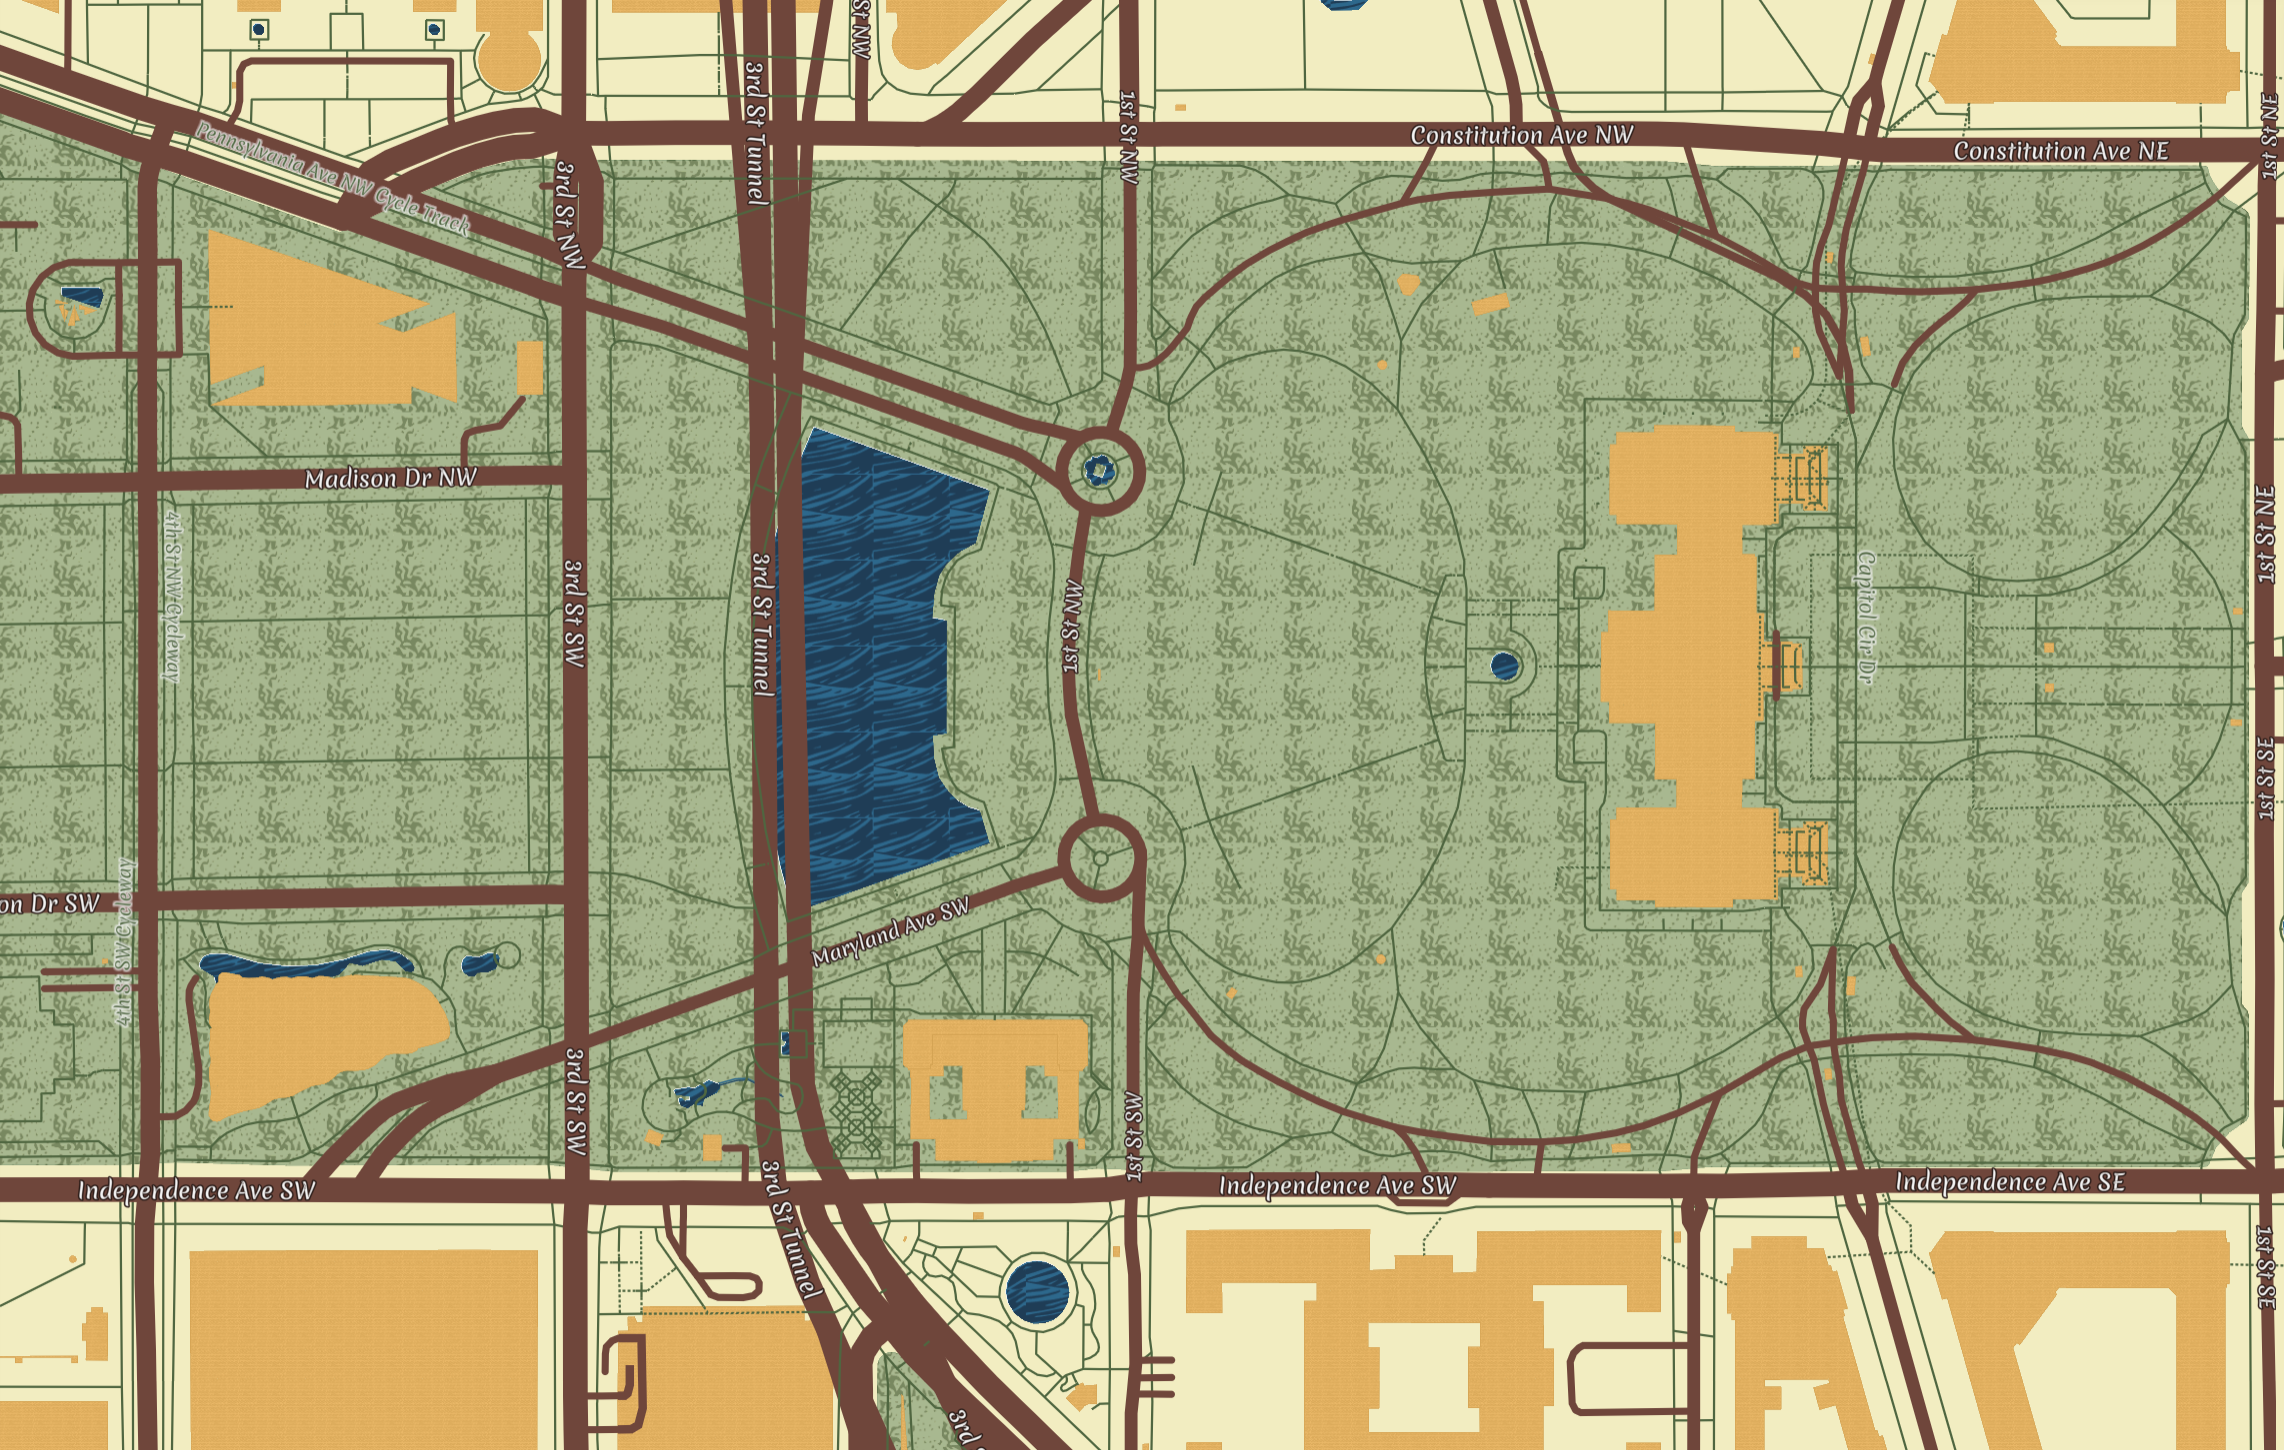 St NW
3rd St Tunnel
1st St NW
1st St NE
Pennsylvania Ave NW Cycle Track
Constitution Ave NW
Constitution Ave NE
3rd St NW
Madison Dr NW
4th St NW Cycleway
3rd St SW
3rd St Tunnel
1st St NW
Capitol Cir Dr
1st St NE
1st St SE
on Dr SW
4th St SW Cycleway
Maryland Ave SW
3rd St SW
1st St SW
Independence Ave SW
3rd St Tunnel
Independence Ave SW
Independence Ave SE
1st St SE
3rd S